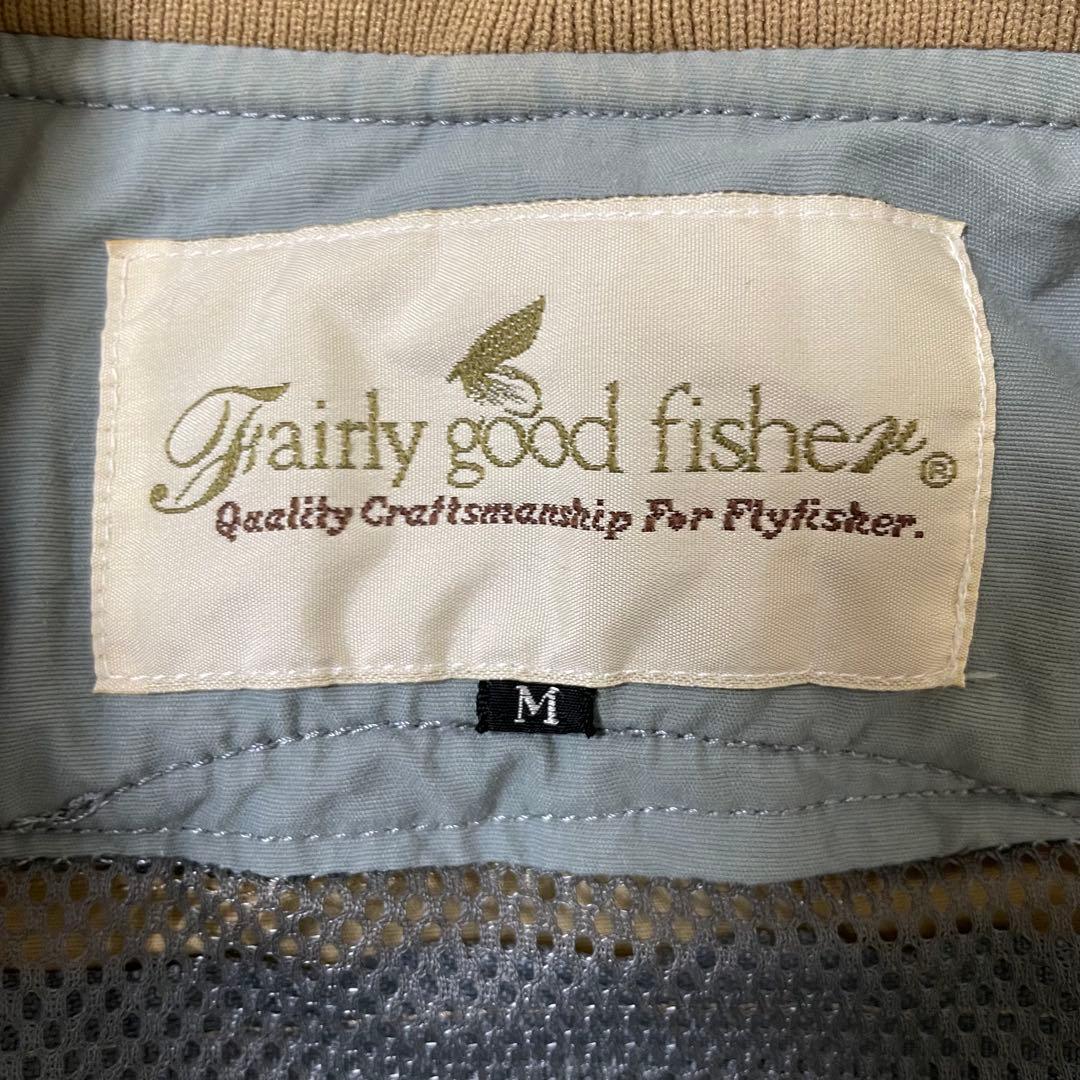 Fairly good fisher®
Quality Craftsmanship For Flyfisher.
M